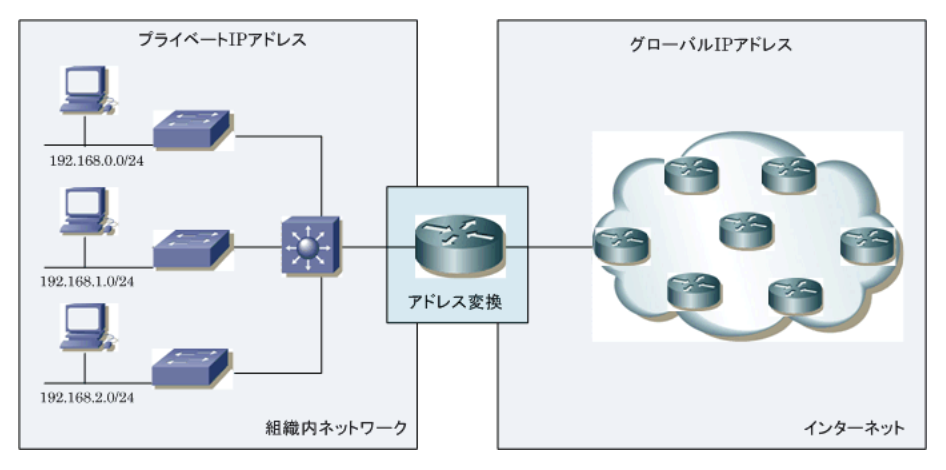 プライベートIPアドレス
グローバルIPアドレス
192.168.0.0/24
192.168.1.0/24
アドレス変換
192.168.2.0/24
組織内ネットワーク
インターネット